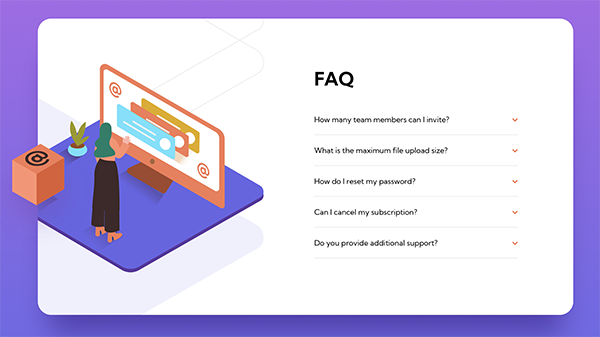 FAQ
How many team members can I invite?
What is the maximum file upload size?
How do I reset my password?
Can I cancel my subscription?
Do you provide additional support?
@
@
@